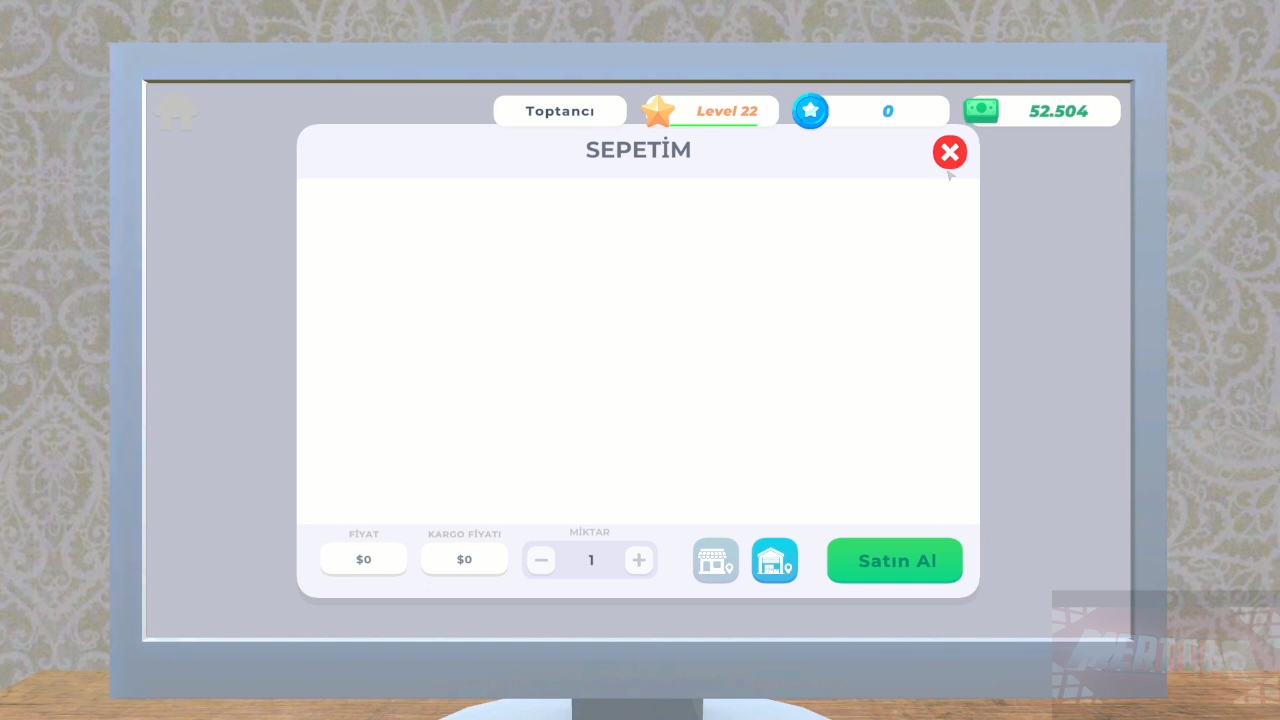 Toptancı
Level 22
0
52.504
SEPETİM
FİYAT
KARGO FİYATI
MİKTAR
$0
$0
1
Satın Al